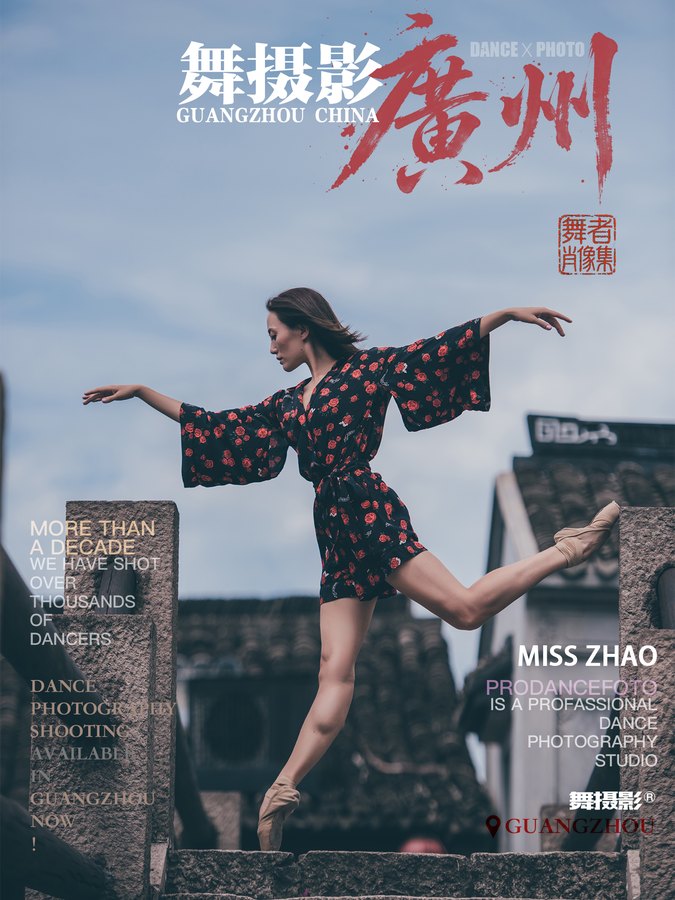 舞摄影
GUANGZHOU CHINA
廣州
DANCE X PHOTO
舞者
肖像集
MORE THAN
A DECADE
WE HAVE SHOT
OVER
THOUSANDS
OF
DANCERS
DANCE
PHOTOGRAPHY
SHOOTING
AVAILABLE
IN
GUANGZHOU
NOW
!
MISS ZHAO
PRODANCEFOTO
IS A PROFASSIONAL
DANCE
PHOTOGRAPHY
STUDIO
舞摄影®
GUANGZHOU